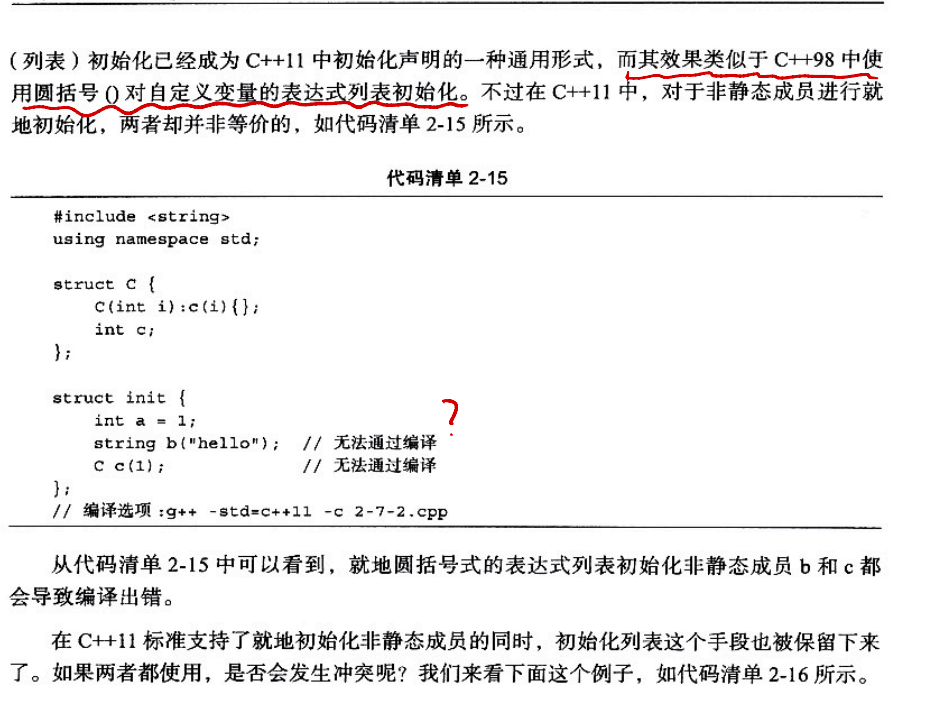 （列表）初始化已经成为 C++11 中初始化声明的一种通用形式，而其效果类似于 C++98 中使
用圆括号 () 对自定义变量的表达式列表初始化。不过在 C++11 中，对于非静态成员进行就
地初始化，两者却并非等价的，如代码清单 2-15 所示。
代码清单 2-15
#include <string>
using namespace std;
struct C {
C(int i):c(i){};
int c;
};
struct init {
int a = 1;
?
string b("hello"); // 无法通过编译
C c(1); // 无法通过编译
};
// 编译选项:g++ -std=c++11 -c 2-7-2.cpp
从代码清单 2-15 中可以看到，就地圆括号式的表达式列表初始化非静态成员 b 和 c 都
会导致编译出错。
在 C++11 标准支持了就地初始化非静态成员的同时，初始化列表这个手段也被保留下来
了。如果两者都使用，是否会发生冲突呢？我们来看下面这个例子，如代码清单 2-16 所示。